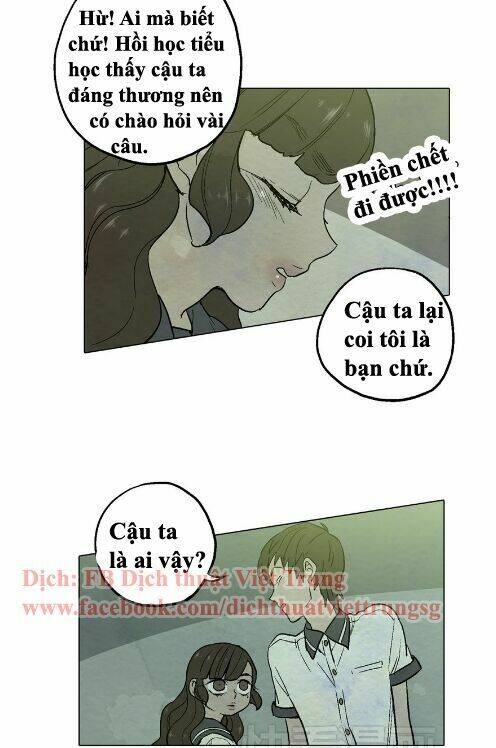 Hừ! Ai mà biết
chứ! Hồi học tiểu
học thấy cậu ta
đáng thương nên
có chào hỏi vài
câu.
Phiền chết
đi được!!!!
Cậu ta lại
coi tôi là
bạn chứ.
Cậu ta
là ai vậy?
Dịch: FB Dịch thuật Việt Trung
www.facebook.com/dichthuatviettrungsg